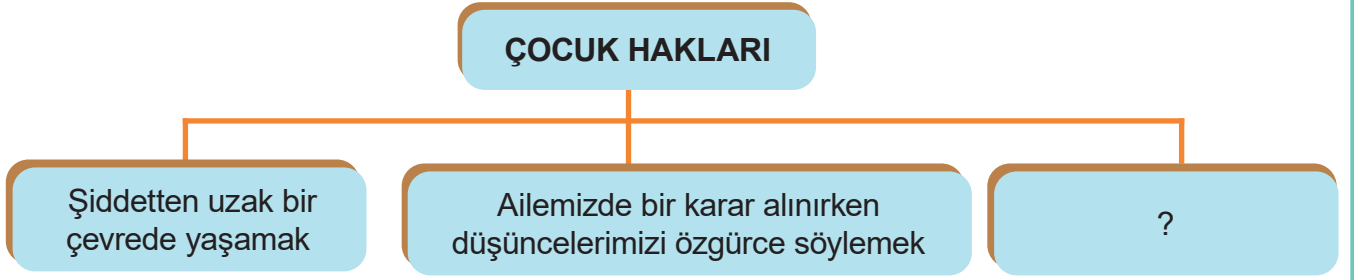 ÇOCUK HAKLARI
Şiddetten uzak bir
çevrede yaşamak
Ailemizde bir karar alınırken
düşüncelerimizi özgürce söylemek
?